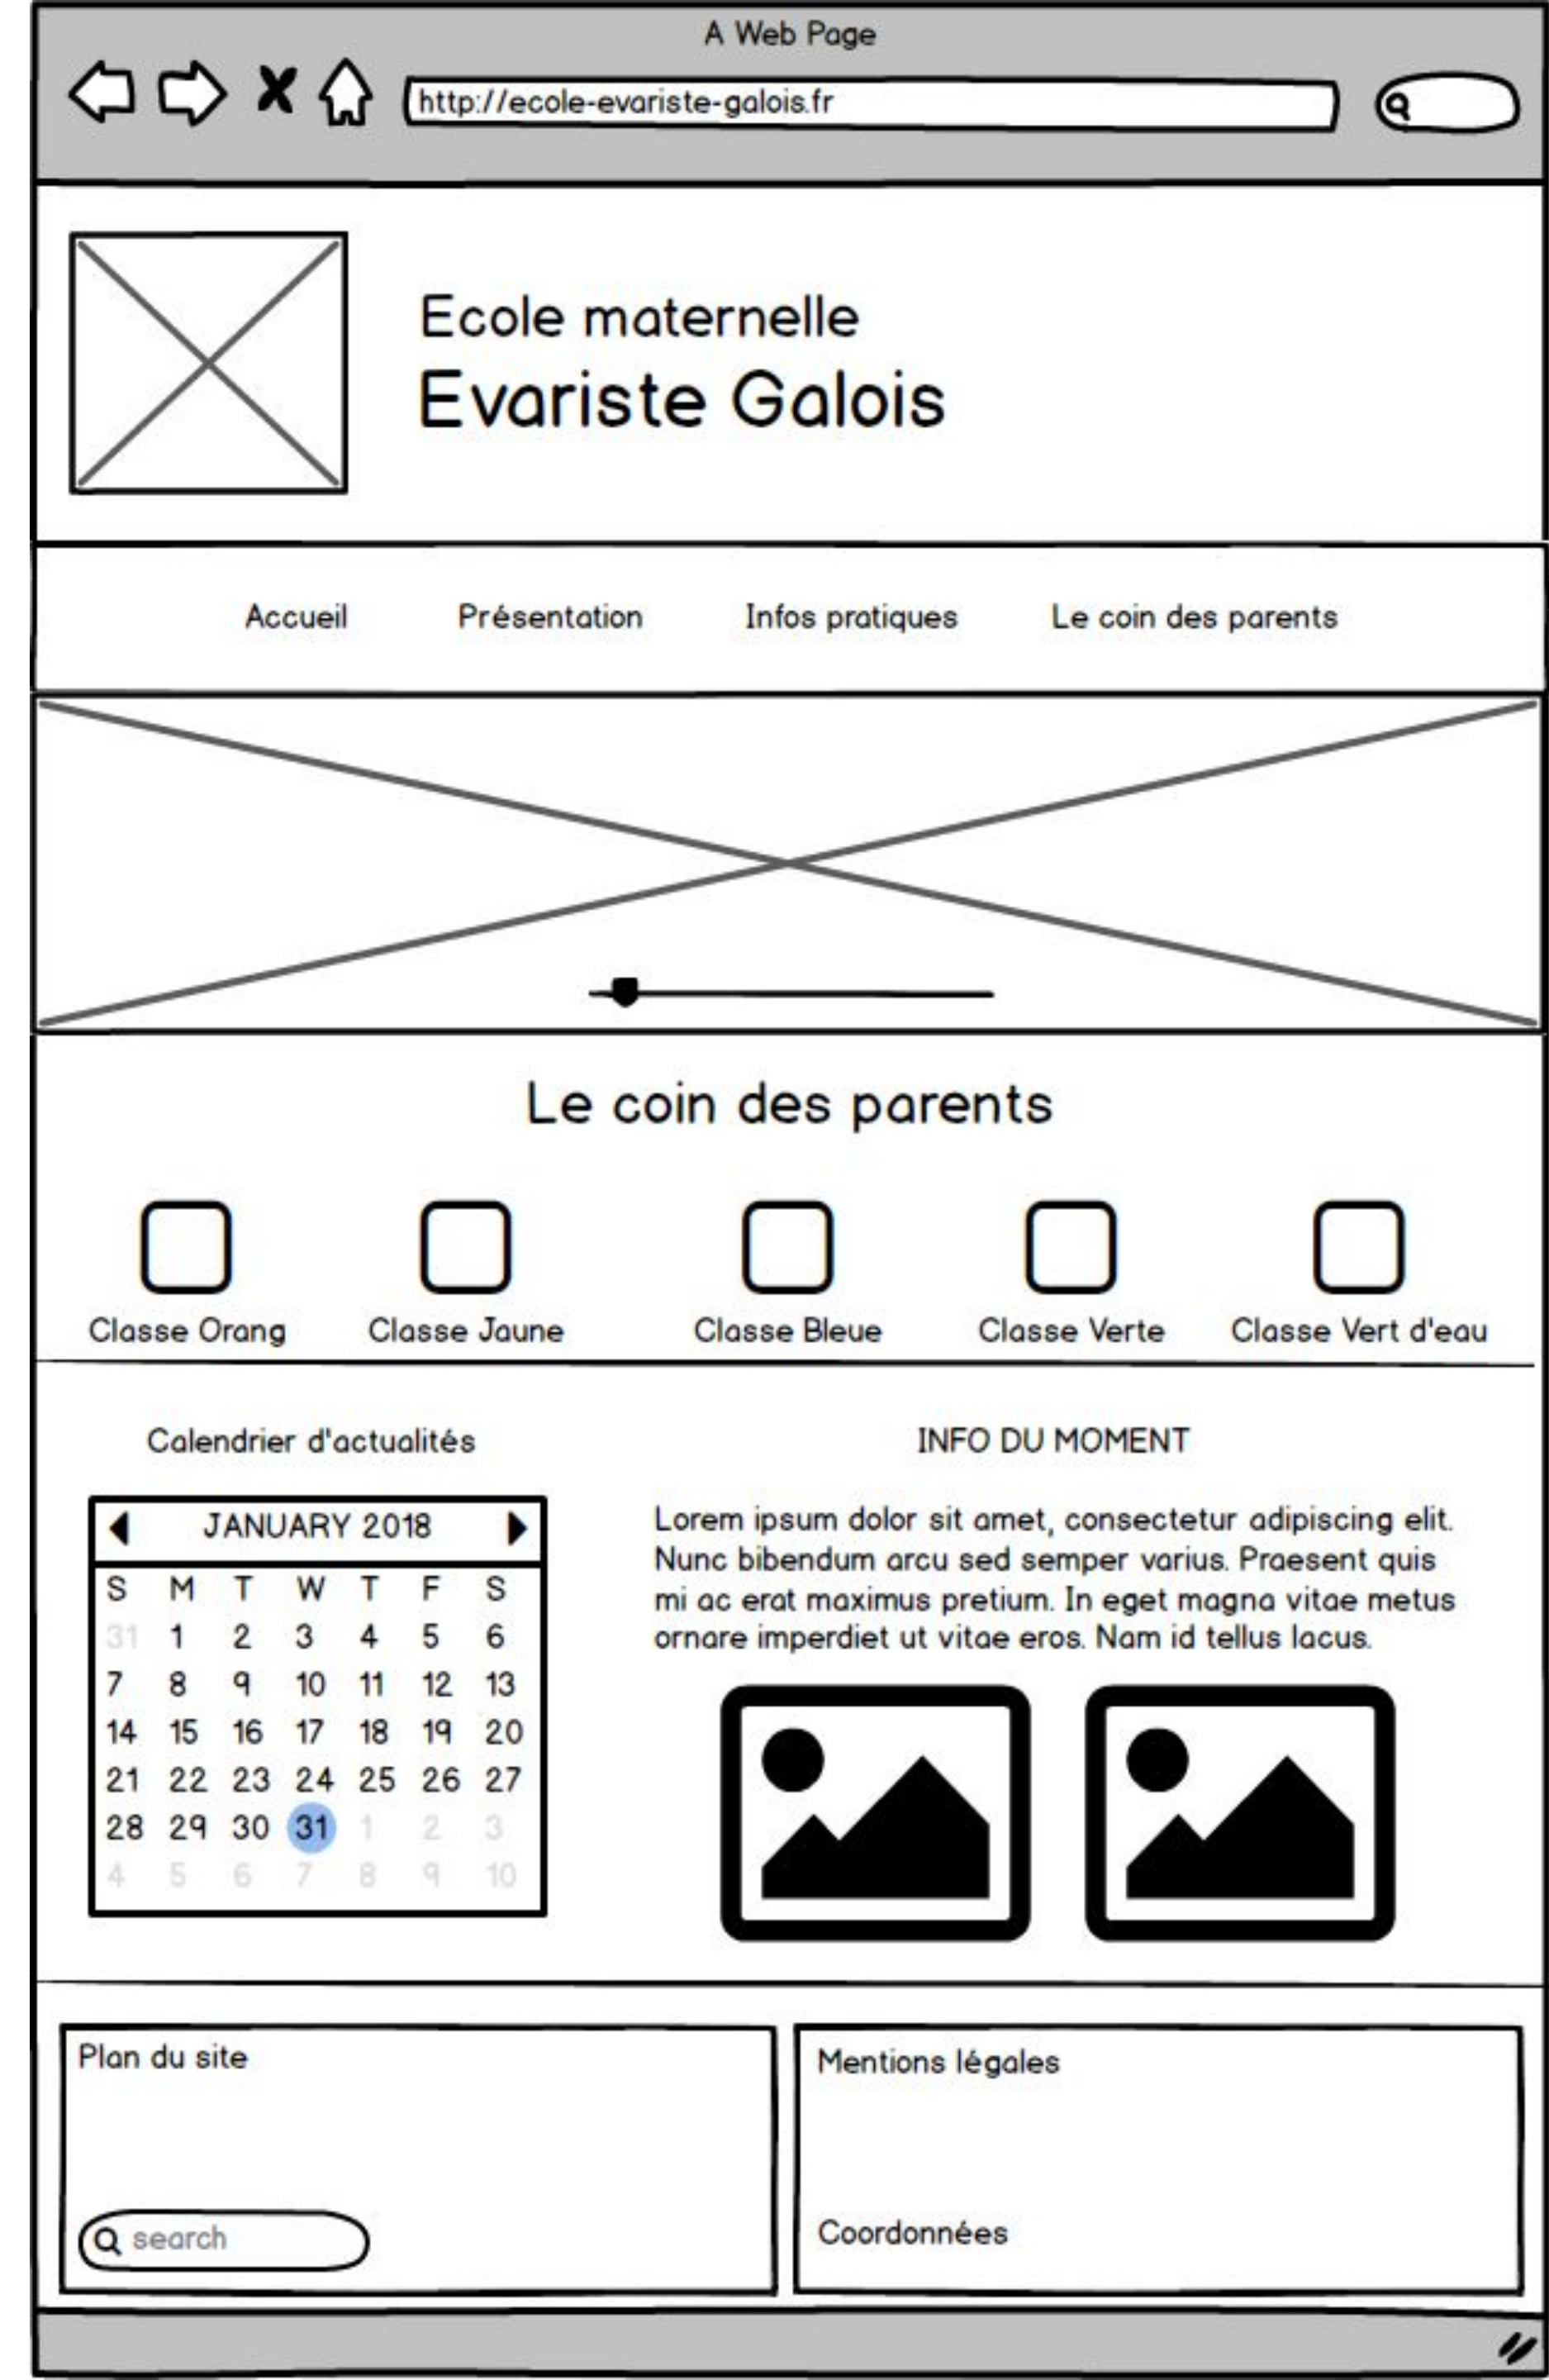 A Web Page
http://ecole-evariste-galois.fr
Ecole maternelle
Evariste Galois
Accueil Présentation Infos pratiques Le coin des parents
Le coin des parents
Classe Orang Classe Jaune Classe Bleue Classe Verte Classe Vert d'eau
Calendrier d'actualités
JANUARY 2018
S M T W T F S
31 1 2 3 4 5 6
7 8 9 10 11 12 13
14 15 16 17 18 19 20
21 22 23 24 25 26 27
28 29 30 31 1 2 3
4 5 6 7 8 9 10
INFO DU MOMENT
Lorem ipsum dolor sit amet, consectetur adipiscing elit.
Nunc bibendum arcu sed semper varius. Praesent quis
mi ac erat maximus pretium. In eget magna vitae metus
ornare imperdiet ut vitae eros. Nam id tellus lacus.
Plan du site
search
Mentions légales
Coordonnées